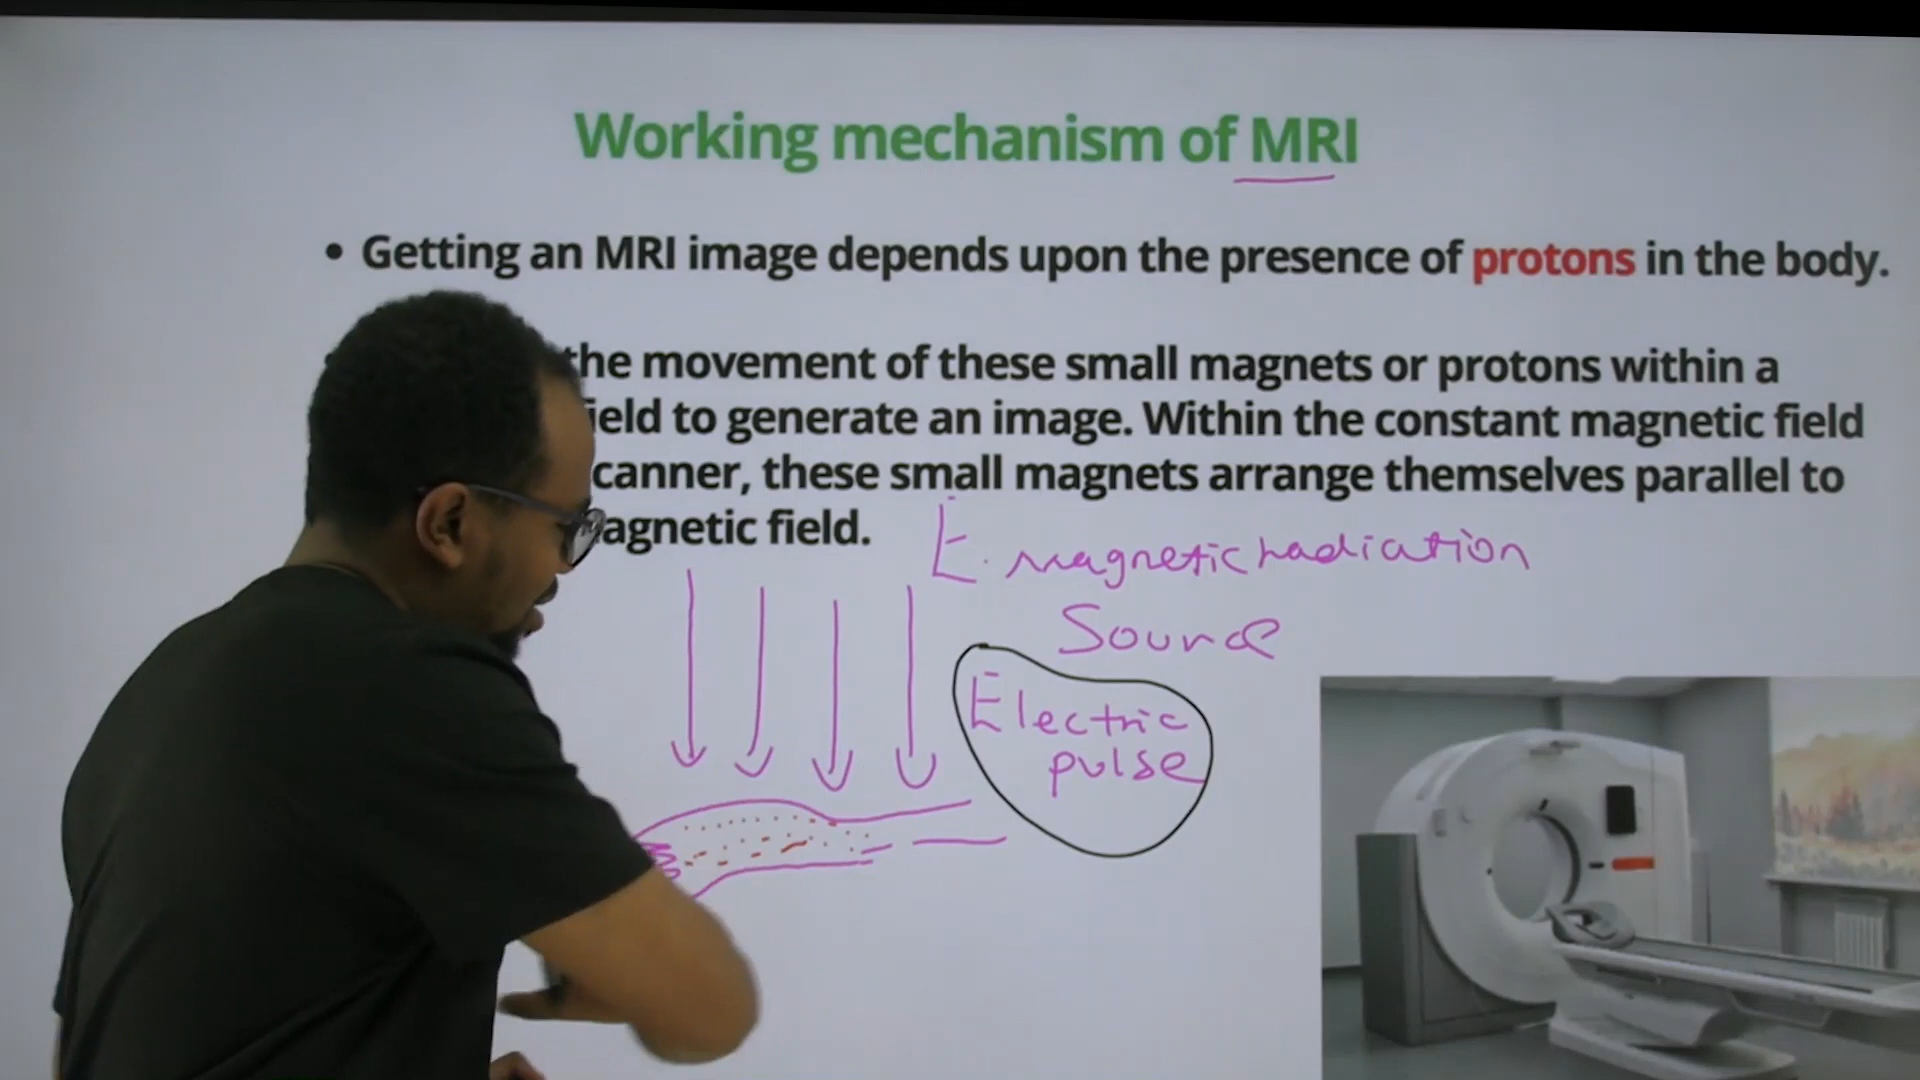 Working mechanism of MRI
• Getting an MRI image depends upon the presence of protons in the body.
the movement of these small magnets or protons within a
ield to generate an image. Within the constant magnetic field
canner, these small magnets arrange themselves parallel to
agnetic field.
E. magnetic radiation
Source
Electric
pulse